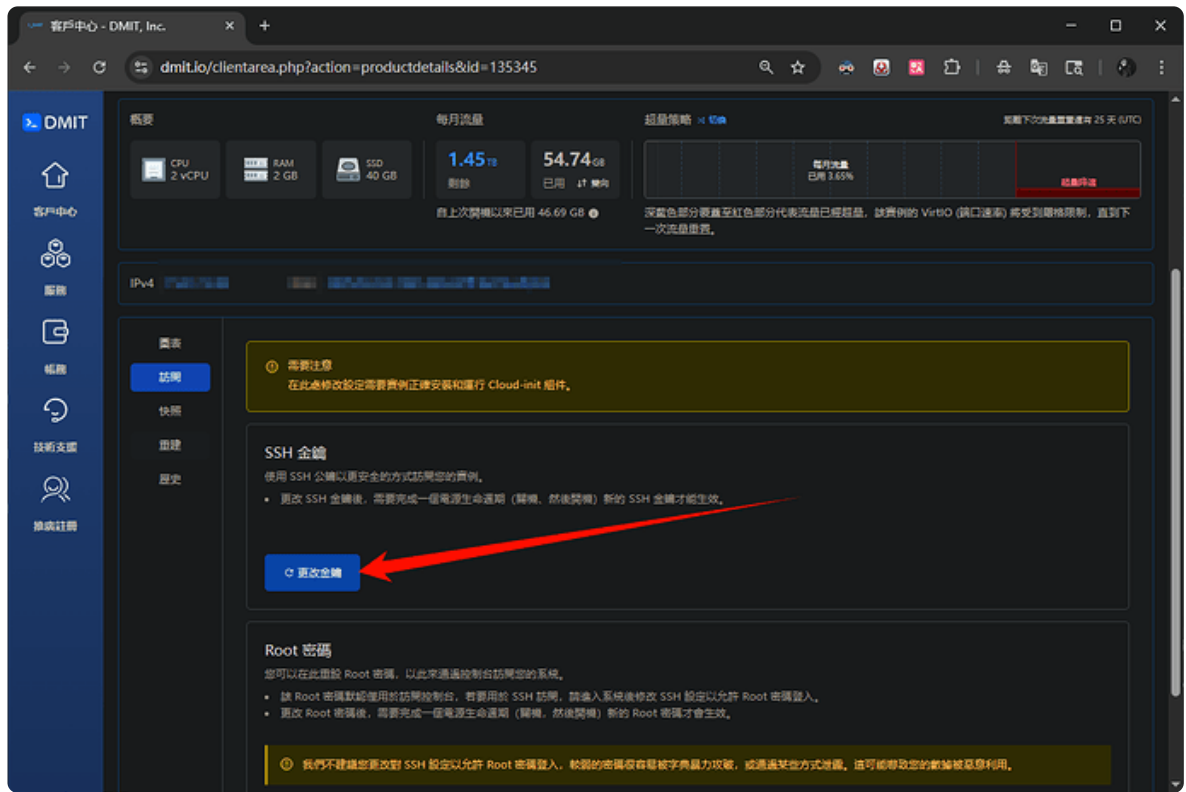 客戶中心 - DMIT, Inc.
dmit.io/clientarea.php?action=productdetails&id=135345
DMIT
客戶中心
服務
帳務
技術支援
概要
CPU
2 vCPU
RAM
2 GB
SSD
40 GB
每月流量
1.45 TB
剩餘
54.74 GB
已用 雙向
自上次開機以來已用 46.69 GB
超量策略 切換
距離下次流量重置還有 25 天 (UTC)
每月流量
已用 3.65%
超量降速
深藍色部分覆蓋至紅色部分代表流量已經超量，該實例的 VirtIO (端口速率) 將受到嚴格限制，直到下
一次流量重置。
IPv4
圖表
訪問
快照
重建
歷史
需要注意
在此處修改設定需要實例正確安裝和運行 Cloud-init 組件。
SSH 金鑰
使用 SSH 公鑰以更安全的方式訪問您的實例。
更改 SSH 金鑰後，需要完成一個電源生命週期（關機，然後開機）新的 SSH 金鑰才能生效。
更改金鑰
Root 密碼
您可以在此重設 Root 密碼，以此來通過控制台訪問您的系統。
該 Root 密碼默認僅用於訪問控制台，若要用於 SSH 訪問，請進入系統後修改 SSH 設定以允許 Root 密碼登入。
更改 Root 密碼後，需要完成一個電源生命週期（關機，然後開機）新的 Root 密碼才會生效。
我們不建議您更改對 SSH 設定以允許 Root 密碼登入，較弱的密碼很容易被字典暴力攻破，或通過某些方式泄露。這可能導致您的數據被惡意利用。